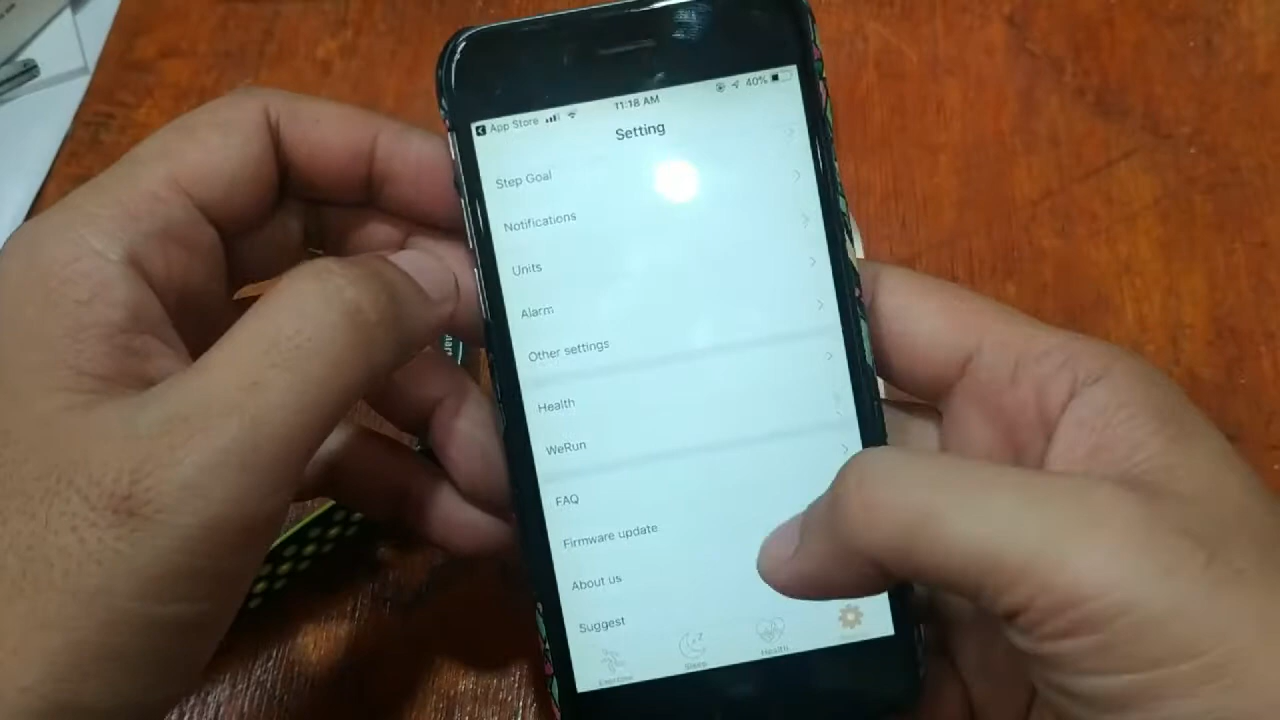 App Store 11:18 AM 40%
Setting
Step Goal
Notifications
Units
Alarm
Other settings
Health
WeRun
FAQ
Firmware update
About us
Suggest
Exercise Sleep Health